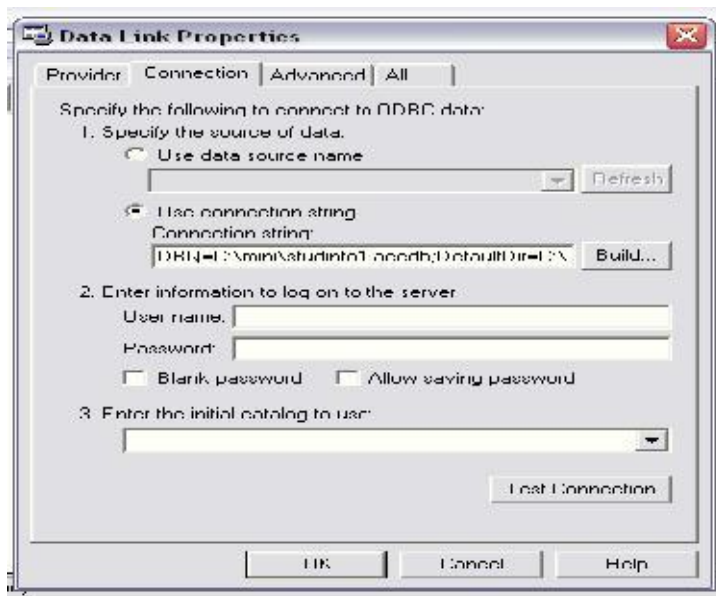 Data Link Properties
Provider Connection Advanced All
Specify the following to connect to ODBC data:
1. Specify the source of data:
Use data source name
Refresh
Use connection string
Connection string:
DefaultDir=C:\ Build...
2. Enter information to log on to the server
User name:
Password:
Blank password Allow saving password
3. Enter the initial catalog to use:
Test Connection
OK Cancel Help